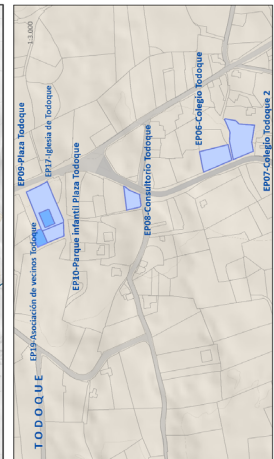 1:3.000
EP09-Plaza Todoque
EP17-Iglesia de Todoque
EP19-Asociación de vecinos Todoque
EP10-Parque infantil Plaza Todoque
EP08-Consultorio Todoque
EP06-Colegio Todoque
EP07-Colegio Todoque 2
TODOQUE